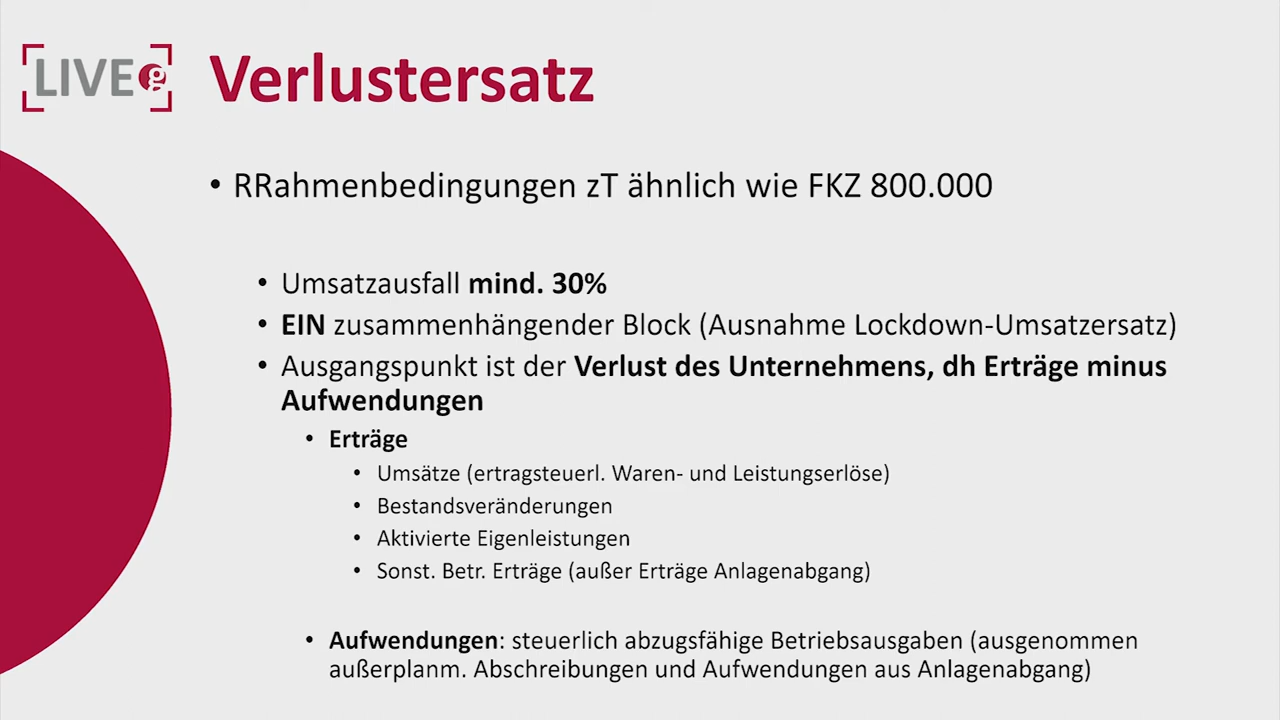 LIVE g
Verlustersatz
• RRahmenbedingungen zT ähnlich wie FKZ 800.000
• Umsatzausfall mind. 30%
• EIN zusammenhängender Block (Ausnahme Lockdown-Umsatzersatz)
• Ausgangspunkt ist der Verlust des Unternehmens, dh Erträge minus
Aufwendungen
• Erträge
• Umsätze (ertragsteuerl. Waren- und Leistungserlöse)
• Bestandsveränderungen
• Aktivierte Eigenleistungen
• Sonst. Betr. Erträge (außer Erträge Anlagenabgang)
• Aufwendungen: steuerlich abzugsfähige Betriebsausgaben (ausgenommen
außerplanm. Abschreibungen und Aufwendungen aus Anlagenabgang)